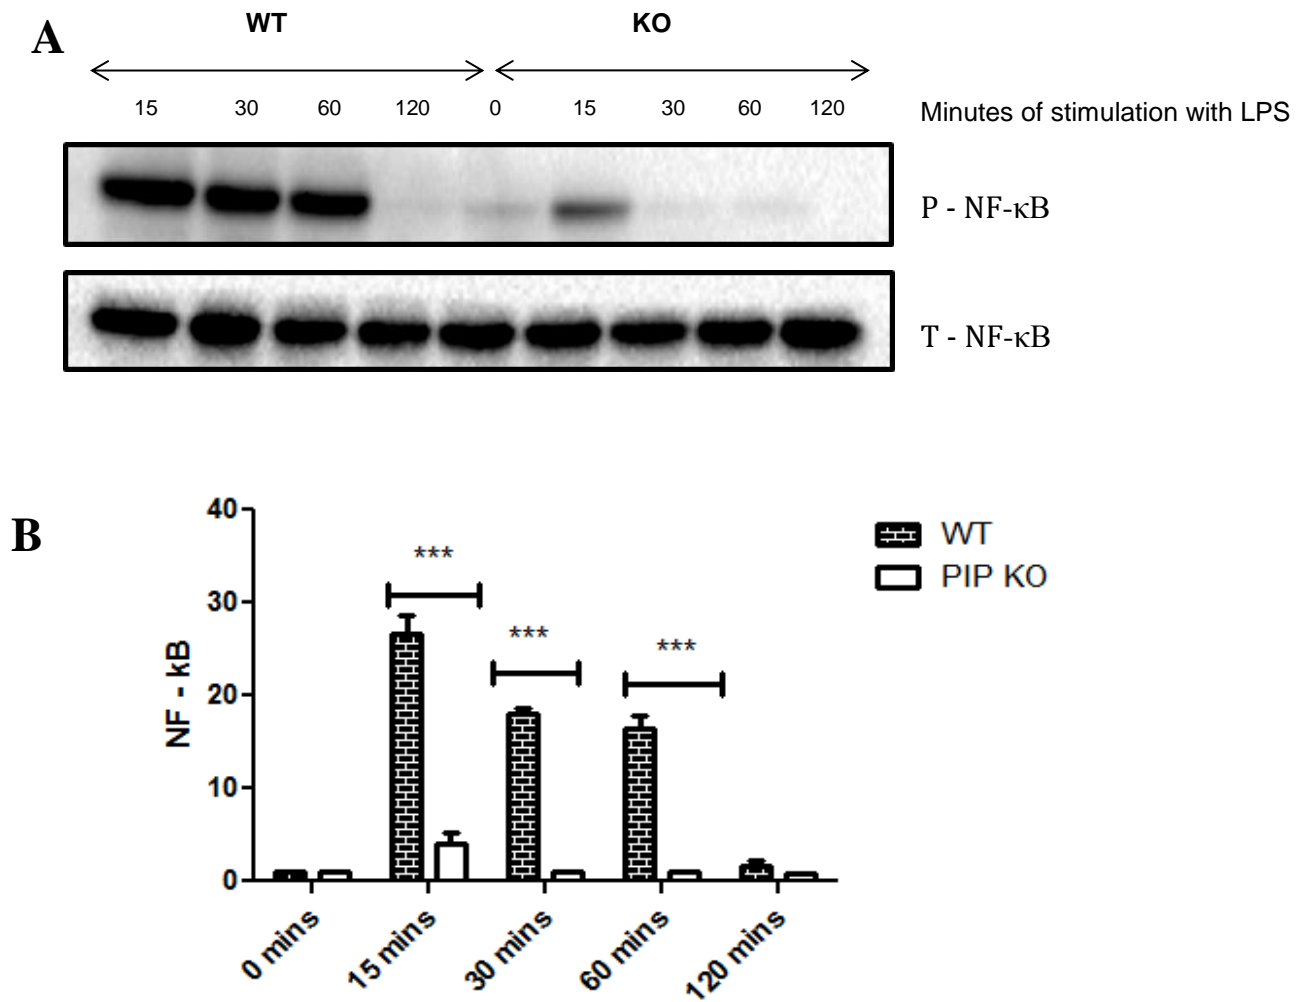 A
WT KO
15 30 60 120 0 15 30 60 120 Minutes of stimulation with LPS
P - NF-κB
T - NF-κB
B
40
30
20
10
0
NF - kB
***
***
***
WT
PIP KO
0 mins
15 mins
30 mins
60 mins
120 mins